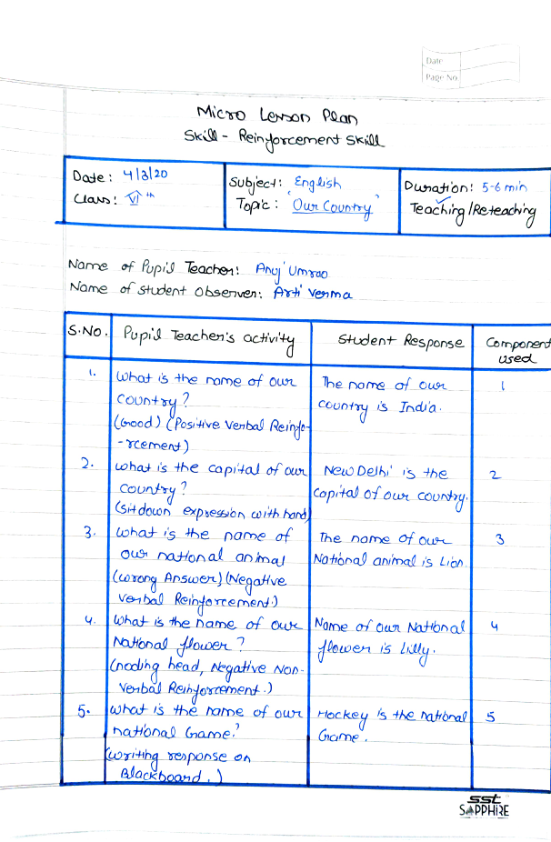 Date
Page No
Micro Lesson Plan
Skill - Reinforcement Skill
Date: 4/3/20
Class: VIth
Subject: English
Topic: 'Our Country'
Duration: 5-6 min
Teaching/Reteaching
Name of Pupil Teacher: Anuj Umrao
Name of student Observer: Arti Verma
S.No.
Pupil Teacher's activity
Student Response
Component
used
1.
What is the name of our
country?
(Good) (Positive Verbal Reinfo-
-rcement)
The name of our
country is India.
1
2.
what is the capital of our
country?
(sit down expression with hand)
New Delhi is the
capital of our country.
2
3.
what is the name of
our national animal
(wrong Answer) (Negative
Verbal Reinforcement)
The name of our
National animal is Lion
3
4.
What is the name of our
National flower?
(noding head, Negative Non-
Verbal Reinforcement.)
Name of our National
flower is Lilly.
4
5.
what is the name of our
national Game?
(writing response on
Blackboard.)
Hockey is the national
Game.
5
sst
SAPPHIRE